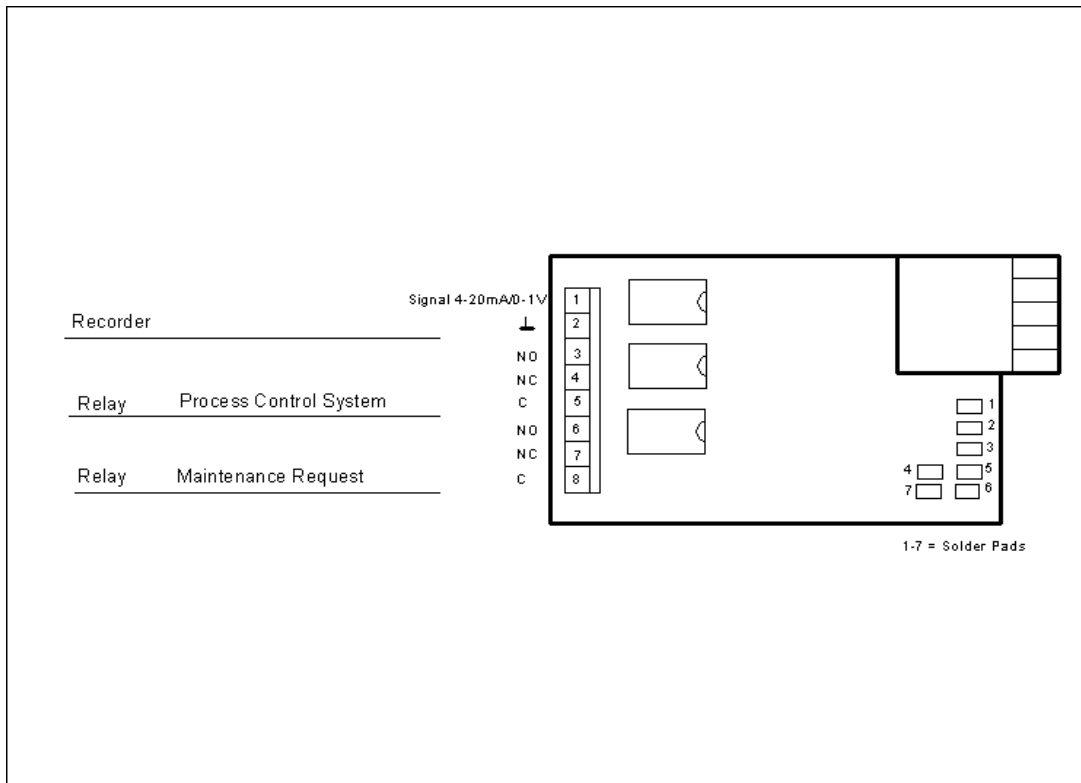 Signal 4-20mA/0-1V 1
Recorder
2
NO 3
NC 4
Relay Process Control System C 5
NO 6
NC 7
Relay Maintenance Request C 8
1
2
3
4 5
7 6
1-7 = Solder Pads